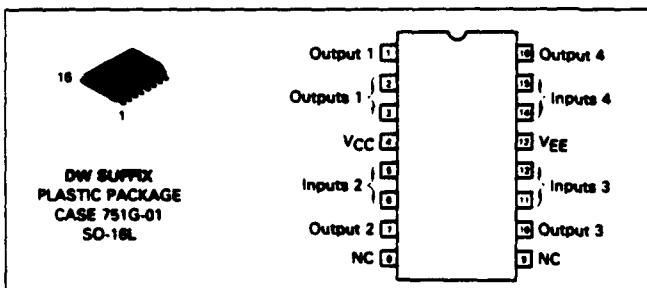 16
1
DW SUFFIX
PLASTIC PACKAGE
CASE 751G-01
SO-16L
Output 1 1 16 Output 4
2 15
Outputs 1 Inputs 4
3 14
VCC 4 13 VEE
5 12
Inputs 2 Inputs 3
6 11
Output 2 7 10 Output 3
NC 8 9 NC